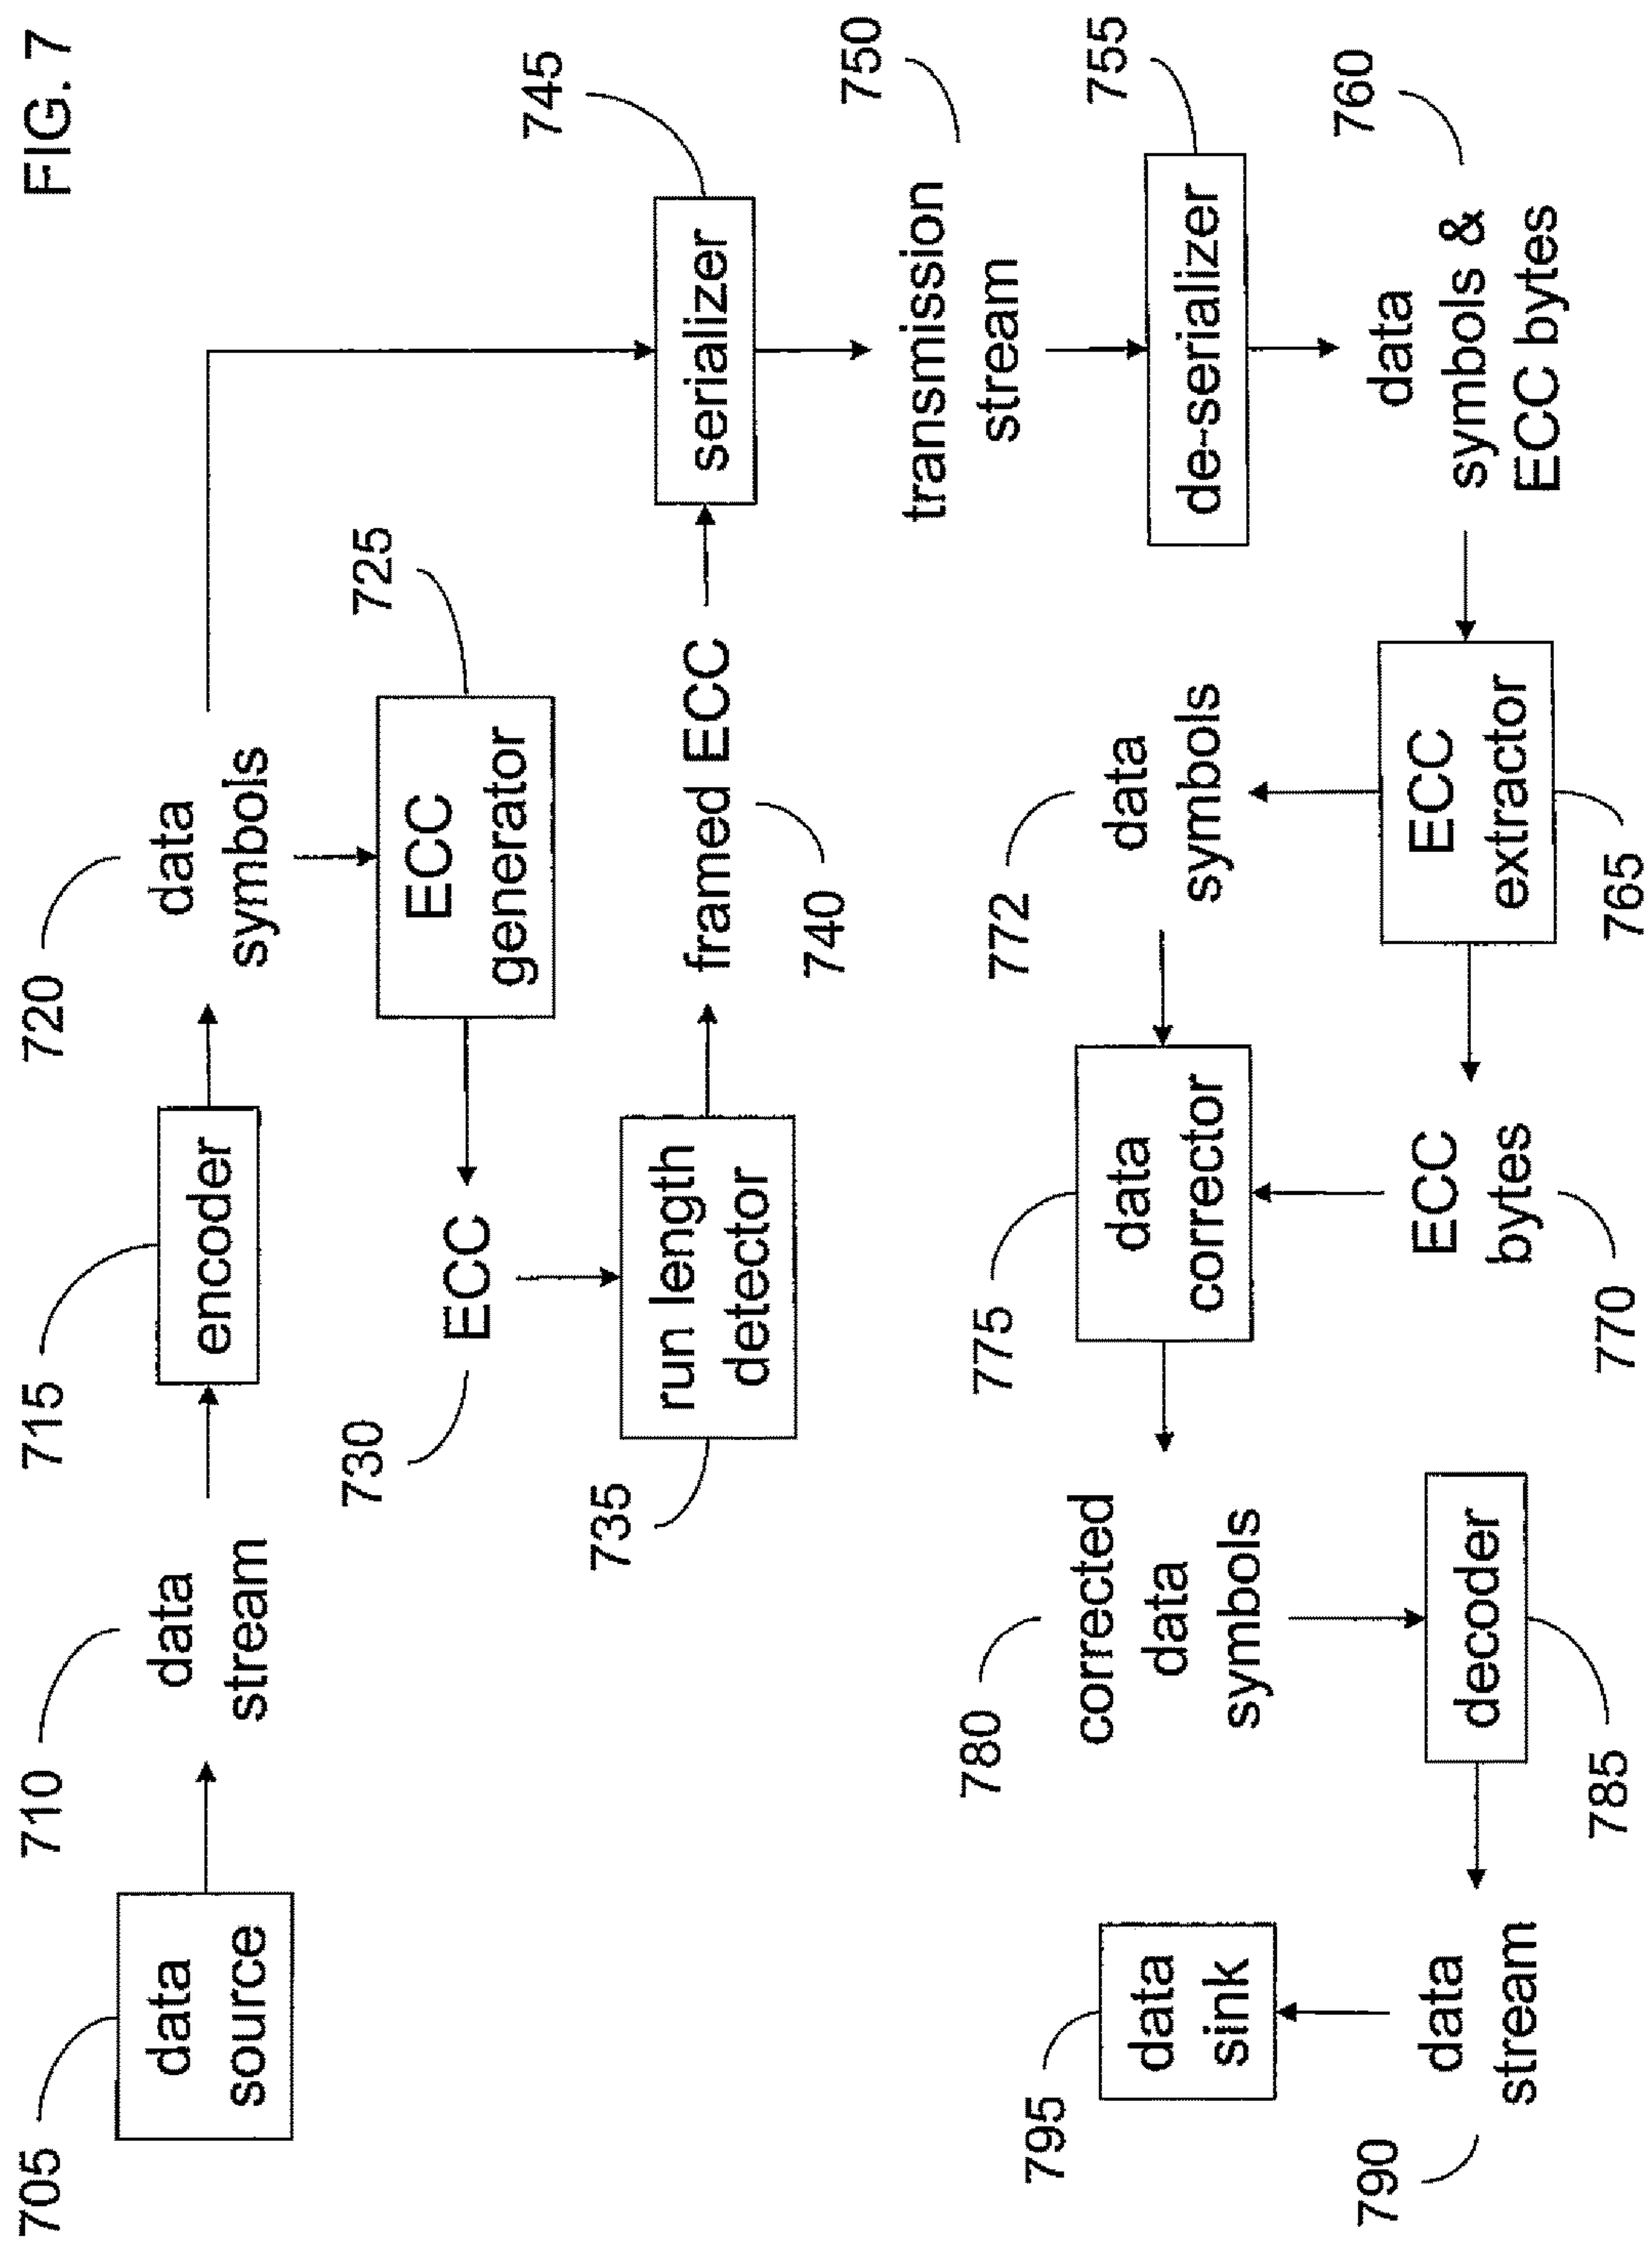 FIG. 7
705
data
source
710
data
stream
715
encoder
720
data
symbols
725
ECC
generator
730
ECC
735
run length
detector
740
framed ECC
745
serializer
750
transmission
stream
755
de-serializer
760
data
symbols &
ECC bytes
765
ECC
extractor
770
ECC
bytes
772
data
symbols
775
data
corrector
780
corrected
data
symbols
785
decoder
790
data
stream
795
data
sink